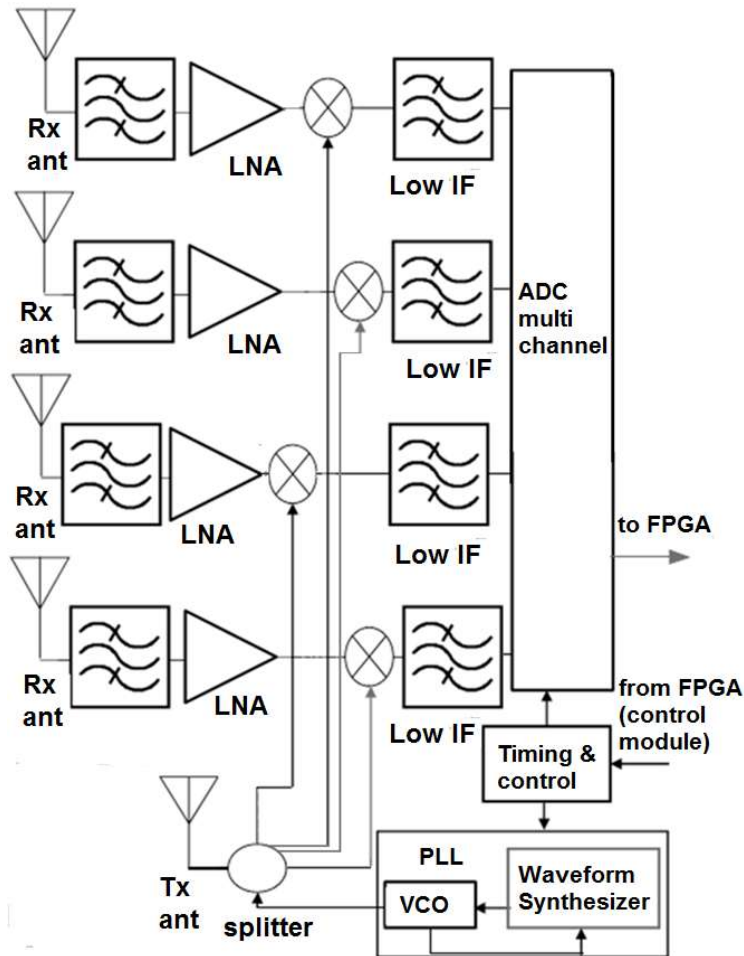 Rx
ant
LNA
Low IF
Rx
ant
LNA
Low IF
ADC
multi
channel
Rx
ant
LNA
Low IF
to FPGA
Rx
ant
LNA
Low IF
from FPGA
(control
module)
Timing &
control
Tx
ant
splitter
PLL
VCO
Waveform
Synthesizer